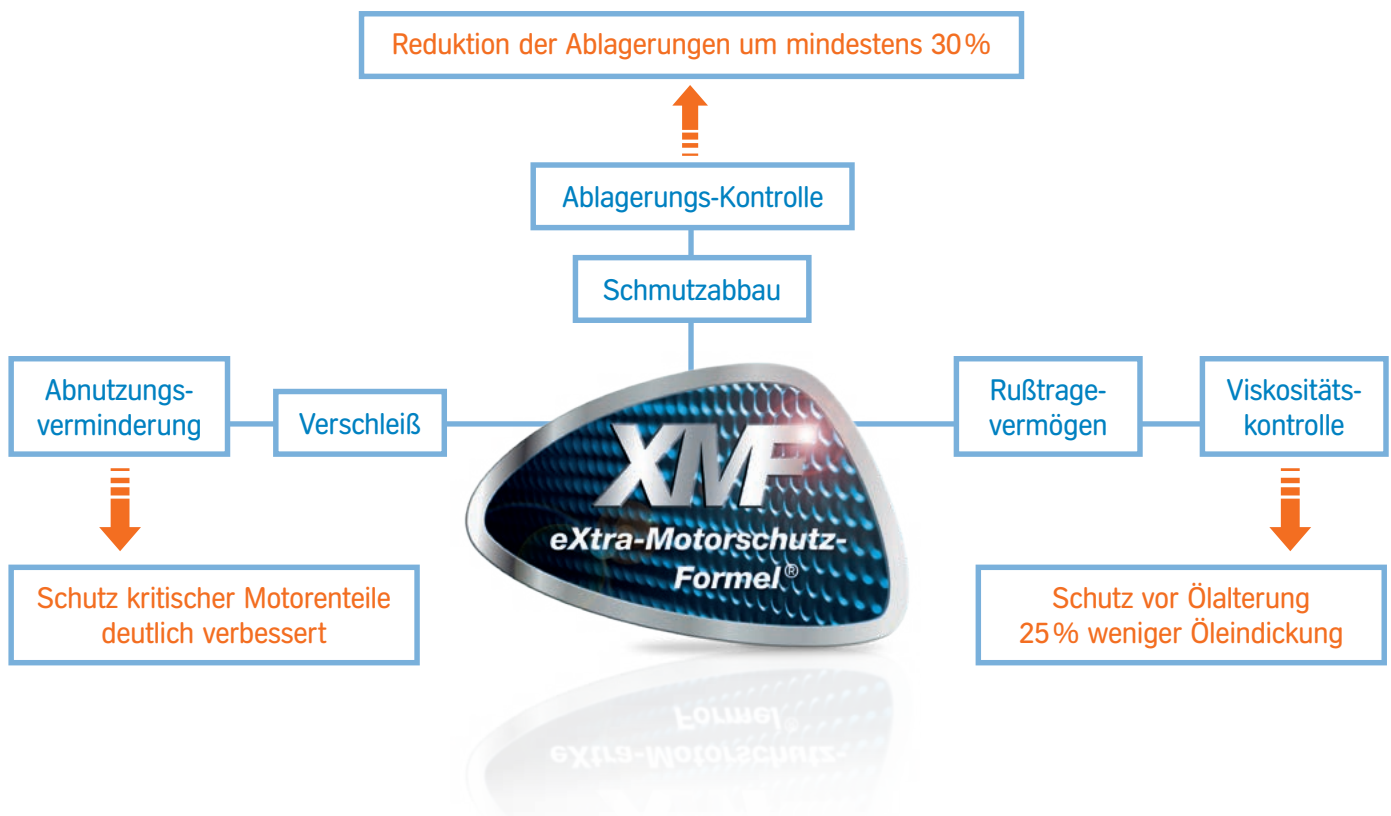 Reduktion der Ablagerungen um mindestens 30 %
Ablagerungs-Kontrolle
Schmutzabbau
Abnutzungs-
verminderung
Verschleiß
XMF
eXtra-Motorschutz-
Formel®
Rußtrage-
vermögen
Viskositäts-
kontrolle
Schutz kritischer Motorenteile
deutlich verbessert
Schutz vor Ölalterung
25 % weniger Öleindickung